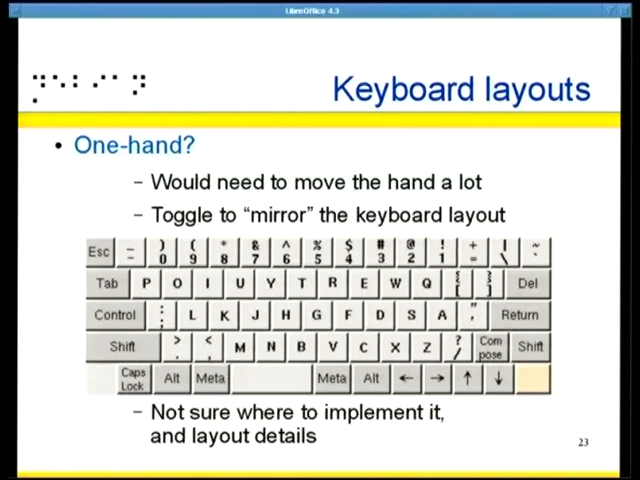 LibreOffice 4.3
Keyboard layouts
• One-hand?
– Would need to move the hand a lot
– Toggle to “mirror” the keyboard layout
Esc _ - ) 0 ( 9 * 8 & 7 ^ 6 % 5 $ 4 # 3 @ 2 ! 1 + = | \ ~ `
Tab P O I U Y T R E W Q { [ } ] Del
Control : ; L K J H G F D S A " ' Return
Shift > . < , M N B V C X Z ? / Com pose Shift
Caps Lock Alt Meta Meta Alt ← → ↑ ↓
– Not sure where to implement it,
and layout details
23